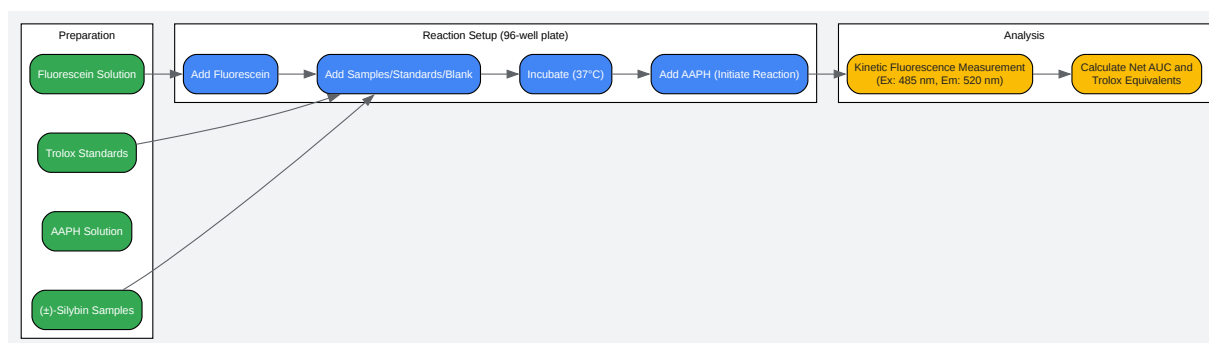 Preparation
Fluorescein Solution
Trolox Standards
AAPH Solution
(±)-Silybin Samples
Reaction Setup (96-well plate)
Add Fluorescein
Add Samples/Standards/Blank
Incubate (37°C)
Add AAPH (Initiate Reaction)
Analysis
Kinetic Fluorescence Measurement
(Ex: 485 nm, Em: 520 nm)
Calculate Net AUC and
Trolox Equivalents